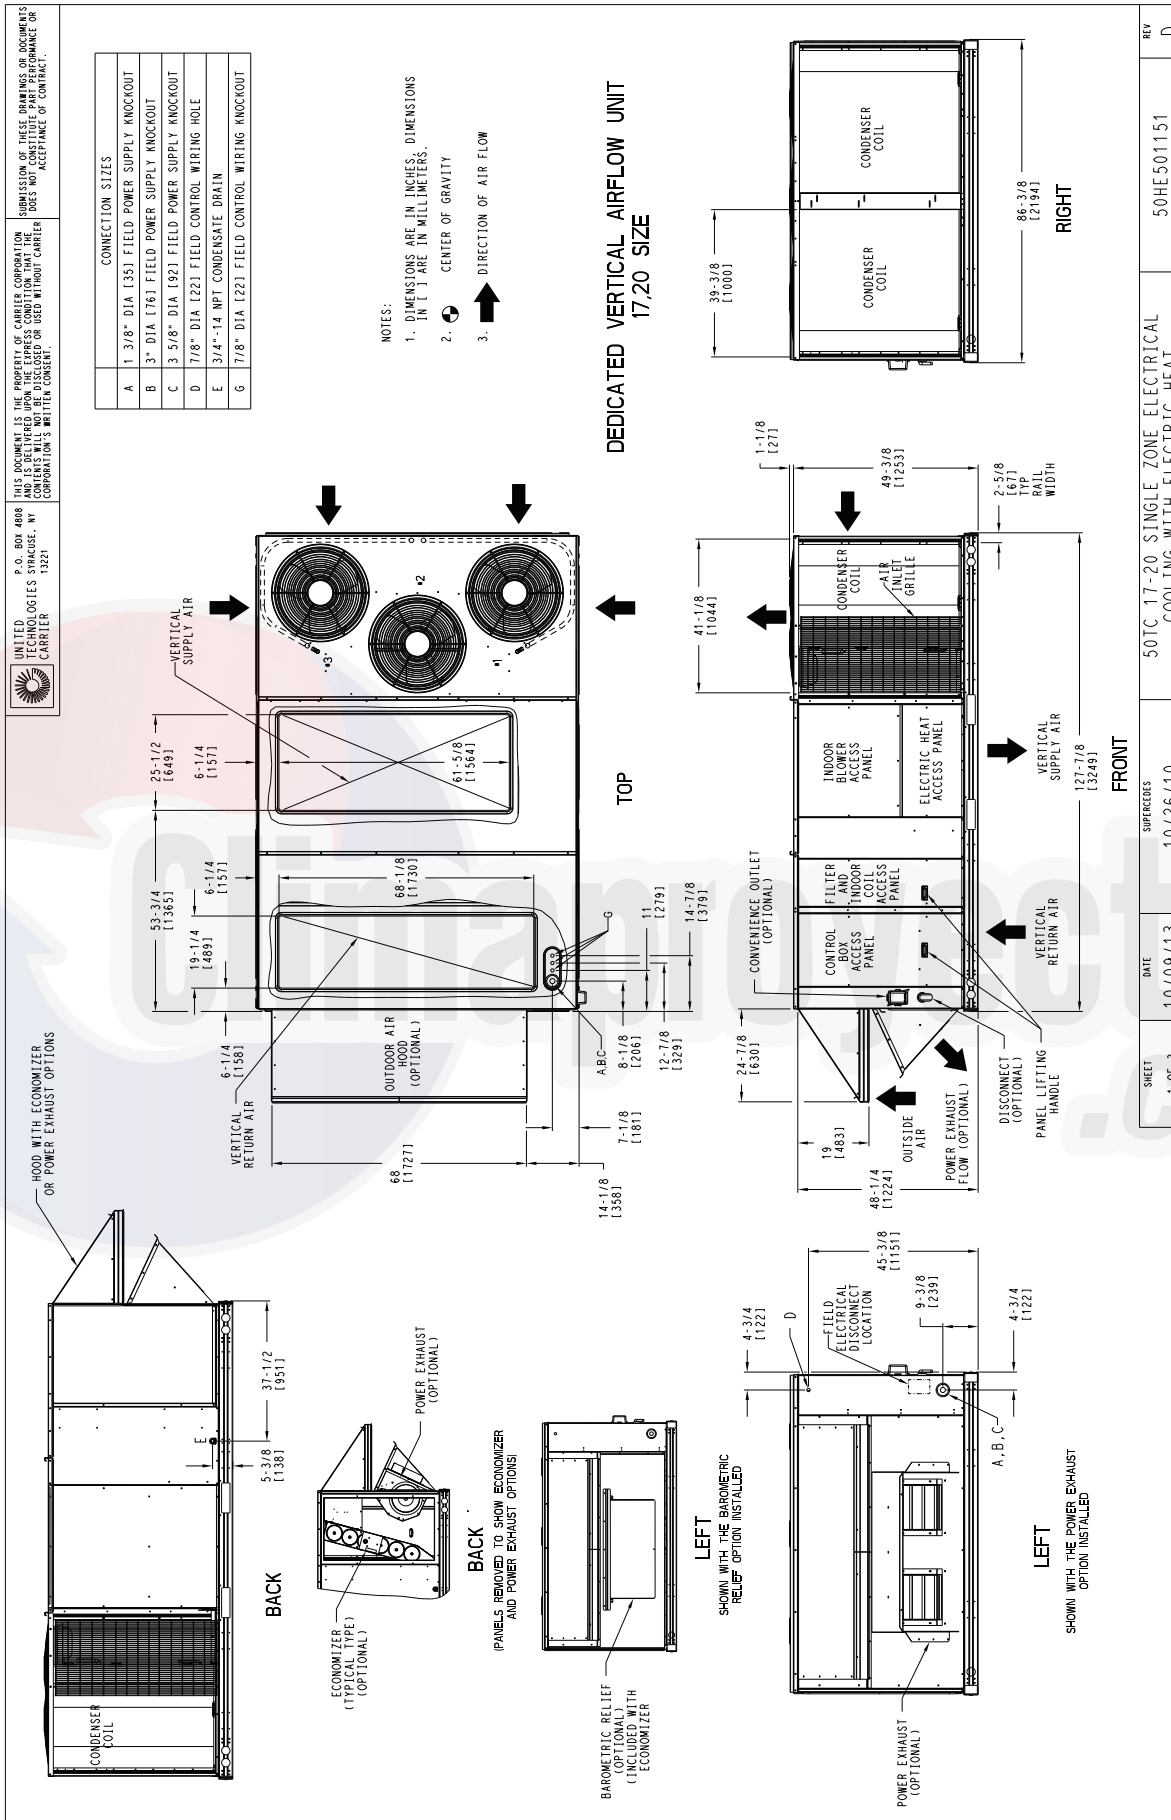 UNITED
TECHNOLOGIES
CARRIER
P.O. BOX 4808
SYRACUSE, NY
13221
THIS DOCUMENT IS THE PROPERTY OF CARRIER CORPORATION
AND IS DELIVERED UPON THE EXPRESS CONDITION THAT THE
CONTENTS WILL NOT BE DISCLOSED OR USED WITHOUT CARRIER
CORPORATION'S WRITTEN CONSENT.
SUBMISSION OF THESE DRAWINGS OR DOCUMENTS
DOES NOT CONSTITUTE PART PERFORMANCE OR
ACCEPTANCE OF CONTRACT.
CONNECTION SIZES
A 1 3/8" DIA [35] FIELD POWER SUPPLY KNOCKOUT
B 3" DIA [76] FIELD POWER SUPPLY KNOCKOUT
C 3 5/8" DIA [92] FIELD POWER SUPPLY KNOCKOUT
D 7/8" DIA [22] FIELD CONTROL WIRING HOLE
E 3/4"-14 NPT CONDENSATE DRAIN
G 7/8" DIA [22] FIELD CONTROL WIRING KNOCKOUT
NOTES:
1. DIMENSIONS ARE IN INCHES, DIMENSIONS
IN [ ] ARE IN MILLIMETERS.
2. CENTER OF GRAVITY
3. DIRECTION OF AIR FLOW
DEDICATED VERTICAL AIRFLOW UNIT
17,20 SIZE
HOOD WITH ECONOMIZER
OR POWER EXHAUST OPTIONS
CONDENSER
COIL
E
37-1/2
[951]
5-3/8
[138]
BACK
ECONOMIZER
(TYPICAL TYPE)
(OPTIONAL)
POWER EXHAUST
(OPTIONAL)
BACK
(PANELS REMOVED TO SHOW ECONOMIZER
AND POWER EXHAUST OPTIONS)
BAROMETRIC RELIEF
(OPTIONAL)
(INCLUDED WITH
ECONOMIZER
LEFT
SHOWN WITH THE BAROMETRIC
RELIEF OPTION INSTALLED
4-3/4
[122]
D
FIELD
ELECTRICAL
DISCONNECT
LOCATION
45-3/8
[1151]
9-3/8
[239]
4-3/4
[122]
A,B,C
POWER EXHAUST
(OPTIONAL)
LEFT
SHOWN WITH THE POWER EXHAUST
OPTION INSTALLED
53-3/4
[1365]
25-1/2
[649]
6-1/4
[157]
VERTICAL
SUPPLY AIR
19-1/4
[489]
6-1/4
[157]
6-1/4
[158]
VERTICAL
RETURN AIR
68-1/8
[1730]
61-5/8
[1564]
#3
#2
#1
OUTDOOR AIR
HOOD
(OPTIONAL)
68
[1727]
14-1/8
[358]
7-1/8
[181]
A,B,C
8-1/8
[206]
12-7/8
[329]
G
11
[279]
14-7/8
[379]
TOP
CONVENIENCE OUTLET
(OPTIONAL)
24-7/8
[630]
19
[483]
48-1/4
[1224]
OUTSIDE
AIR
POWER EXHAUST
FLOW (OPTIONAL)
DISCONNECT
(OPTIONAL)
PANEL LIFTING
HANDLE
CONTROL
BOX
ACCESS
PANEL
FILTER
AND
INDOOR
COIL
ACCESS
PANEL
INDOOR
BLOWER
ACCESS
PANEL
ELECTRIC HEAT
ACCESS PANEL
CONDENSER
COIL
AIR
INLET
GRILLE
41-1/8
[1044]
1-1/8
[27]
49-3/8
[1253]
2-5/8
[67]
TYP
RAIL
WIDTH
VERTICAL
RETURN AIR
VERTICAL
SUPPLY AIR
127-7/8
[3249]
FRONT
39-3/8
[1000]
CONDENSER
COIL
CONDENSER
COIL
86-3/8
[2194]
RIGHT
SHEET
1 OF 2
DATE
10/09/13
SUPERCEDES
10/26/10
50TC 17-20 SINGLE ZONE ELECTRICAL
COOLING WITH ELECTRIC HEAT
50HE501151
REV
D